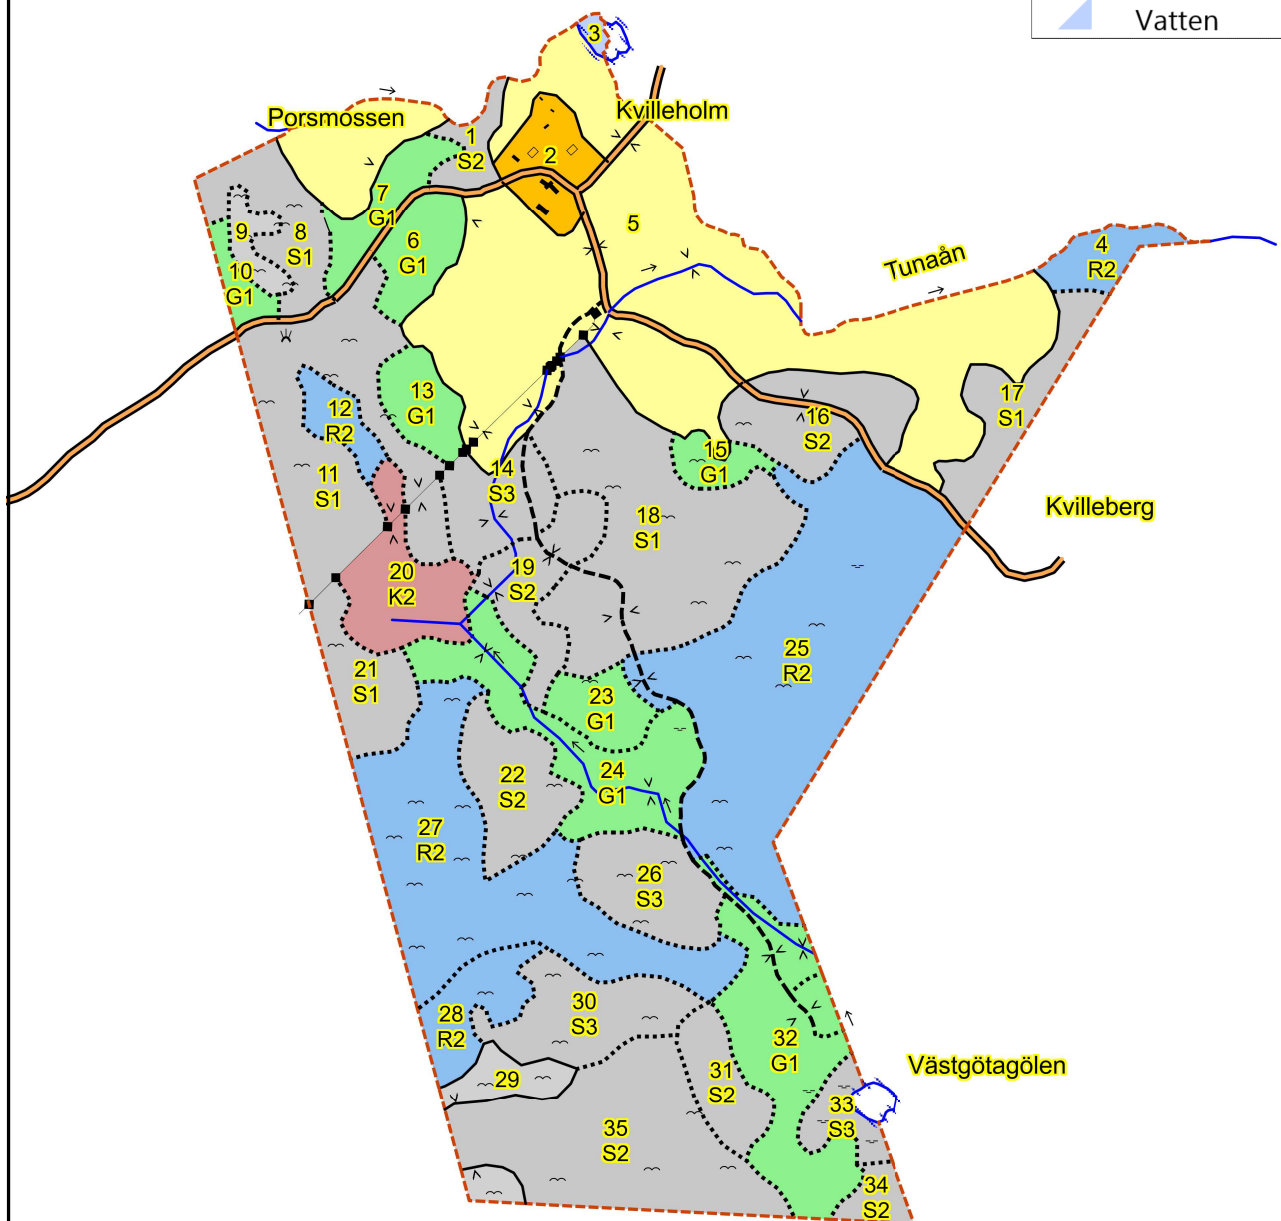 Vatten
3
Kvilleholm
Porsmossen
1
S2
2
7
G1
5
9
8
S1
6
G1
4
R2
10
G1
Tunaån
13
G1
12
R2
17
S1
16
S2
15
G1
11
S1
14
S3
18
S1
Kvilleberg
20
K2
19
S2
25
R2
21
S1
23
G1
22
S2
24
G1
27
R2
26
S3
30
S3
28
R2
32
G1
Västgötagölen
29
31
S2
33
S3
35
S2
34
S2